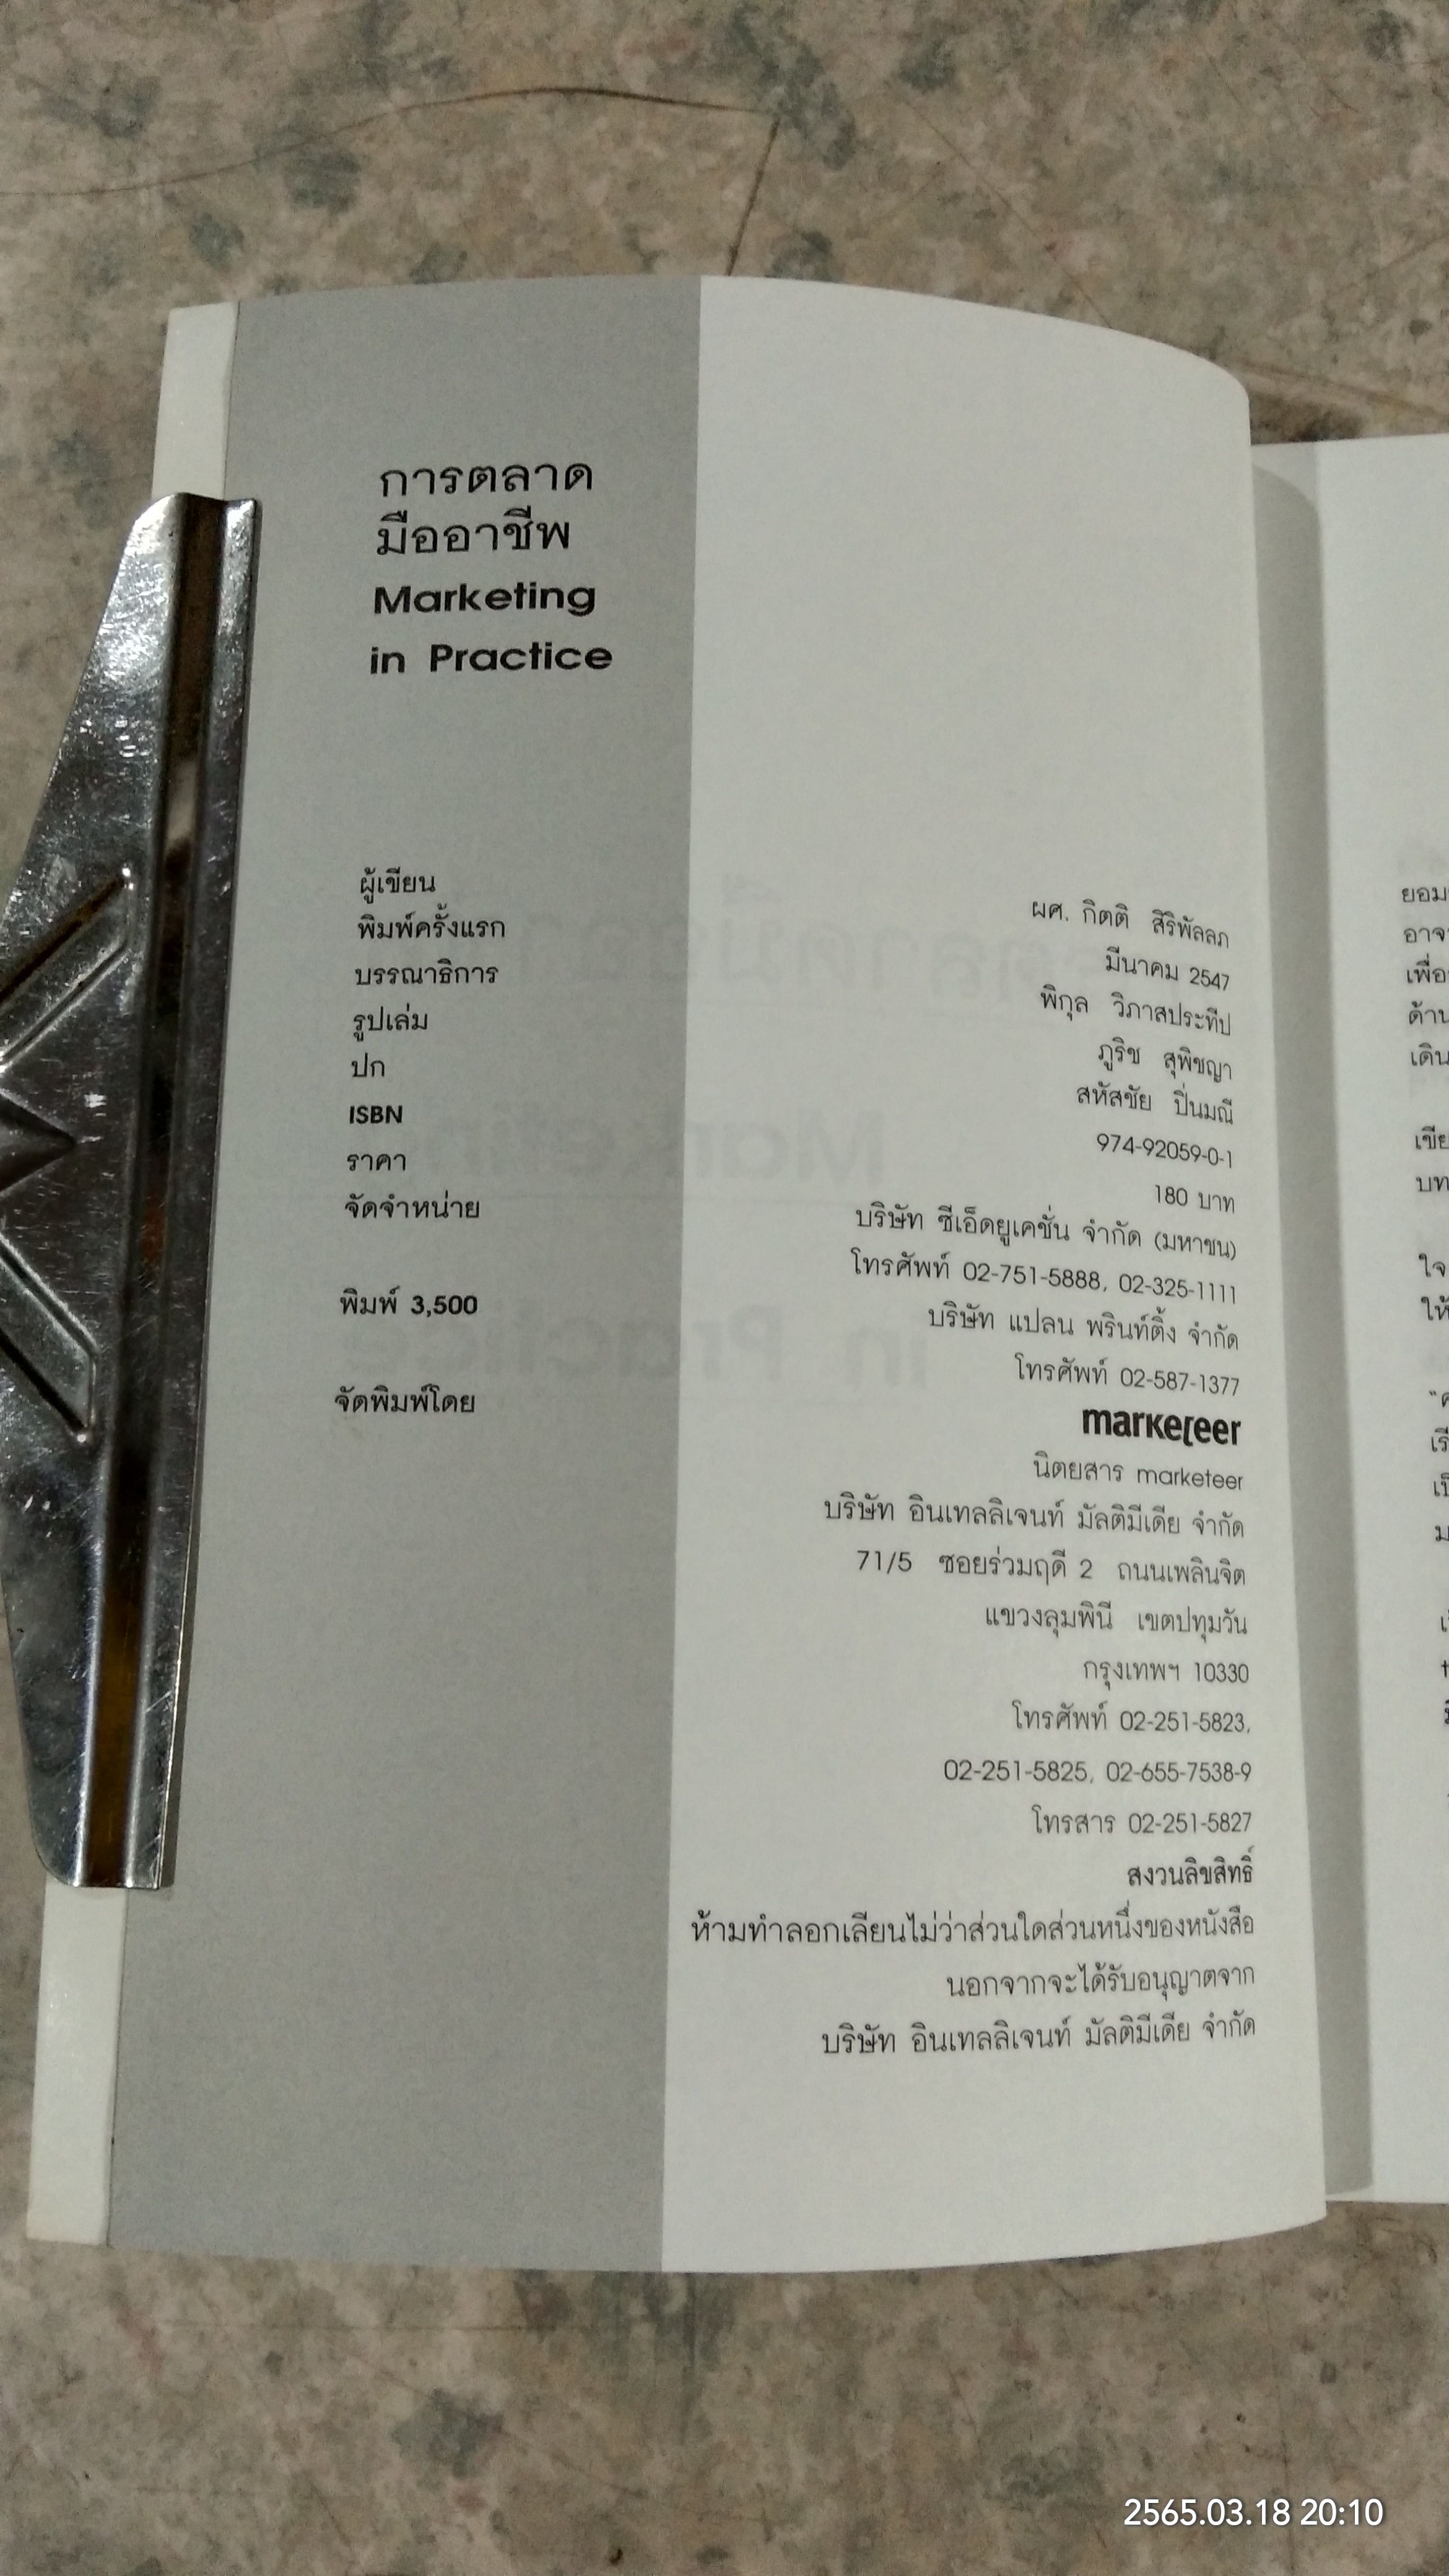 การตลาด
มืออาชีพ
Marketing
in Practice
ผู้เขียน ผศ. กิตติ สิริพัลลภ
พิมพ์ครั้งแรก มีนาคม 2547
บรรณาธิการ พิกุล วิภาสประทีป
รูปเล่ม ภูริช สุพิชญา
ปก สหัสชัย ปิ่นมณี
ISBN 974-92059-0-1
ราคา 180 บาท
จัดจำหน่าย บริษัท ซีเอ็ดยูเคชั่น จำกัด (มหาชน)
โทรศัพท์ 02-751-5888, 02-325-1111
พิมพ์ 3,500 บริษัท แปลน พรินท์ติ้ง จำกัด
โทรศัพท์ 02-587-1377
จัดพิมพ์โดย marketeer
นิตยสาร marketeer
บริษัท อินเทลลิเจนท์ มัลติมีเดีย จำกัด
71/5 ซอยร่วมฤดี 2 ถนนเพลินจิต
แขวงลุมพินี เขตปทุมวัน
กรุงเทพฯ 10330
โทรศัพท์ 02-251-5823,
02-251-5825, 02-655-7538-9
โทรสาร 02-251-5827
สงวนลิขสิทธิ์
ห้ามทำลอกเลียนไม่ว่าส่วนใดส่วนหนึ่งของหนังสือ
นอกจากจะได้รับอนุญาตจาก
บริษัท อินเทลลิเจนท์ มัลติมีเดีย จำกัด
ด้าน
ใจ
ให้
2565.03.18 20:10